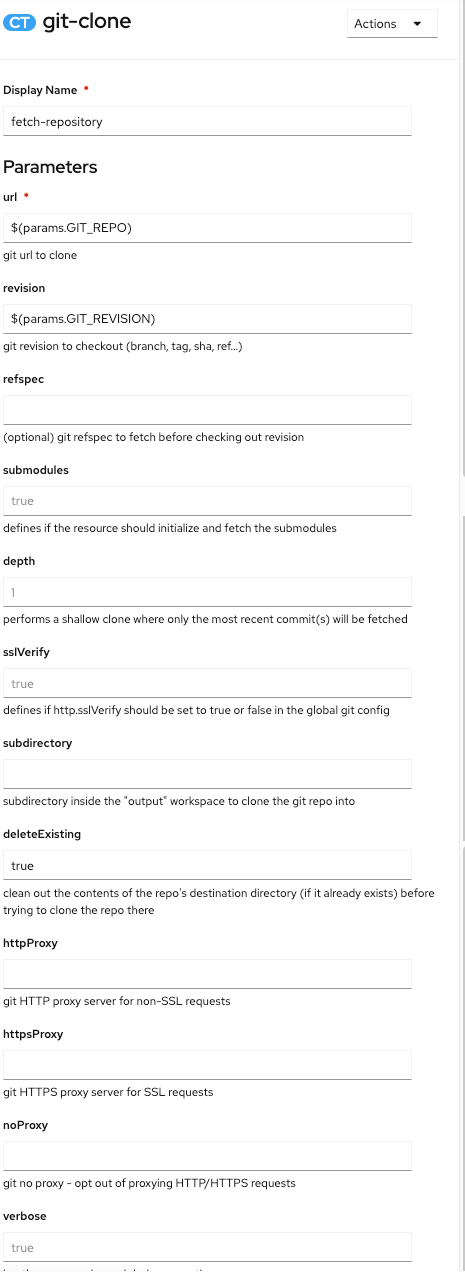 CT git-clone
Actions
Display Name *
fetch-repository
Parameters
url *
$(params.GIT_REPO)
git url to clone
revision
$(params.GIT_REVISION)
git revision to checkout (branch, tag, sha, ref...)
refspec
(optional) git refspec to fetch before checking out revision
submodules
true
defines if the resource should initialize and fetch the submodules
depth
1
performs a shallow clone where only the most recent commit(s) will be fetched
sslVerify
true
defines if http.sslVerify should be set to true or false in the global git config
subdirectory
subdirectory inside the "output" workspace to clone the git repo into
deleteExisting
true
clean out the contents of the repo's destination directory (if it already exists) before
trying to clone the repo there
httpProxy
git HTTP proxy server for non-SSL requests
httpsProxy
git HTTPS proxy server for SSL requests
noProxy
git no proxy - opt out of proxying HTTP/HTTPS requests
verbose
true